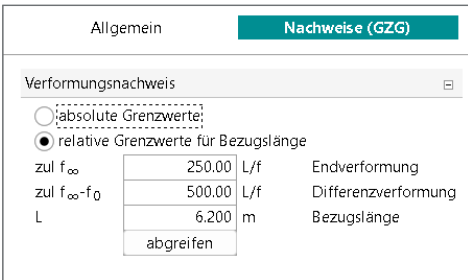 Allgemein Nachweise (GZG)
Verformungsnachweis
absolute Grenzwerte
relative Grenzwerte für Bezugslänge
zul f∞ 250.00 L/f Endverformung
zul f∞-f0 500.00 L/f Differenzverformung
L 6.200 m Bezugslänge
abgreifen